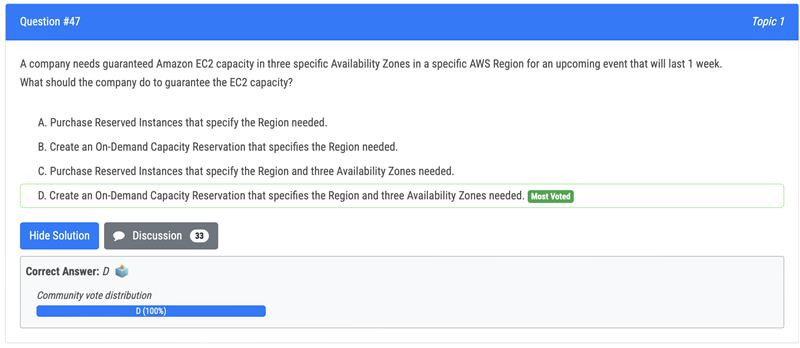 Question #47 Topic 1
A company needs guaranteed Amazon EC2 capacity in three specific Availability Zones in a specific AWS Region for an upcoming event that will last 1 week.
What should the company do to guarantee the EC2 capacity?
A. Purchase Reserved Instances that specify the Region needed.
B. Create an On-Demand Capacity Reservation that specifies the Region needed.
C. Purchase Reserved Instances that specify the Region and three Availability Zones needed.
D. Create an On-Demand Capacity Reservation that specifies the Region and three Availability Zones needed. Most Voted
Hide Solution Discussion 33
Correct Answer: D
Community vote distribution
D (100%)